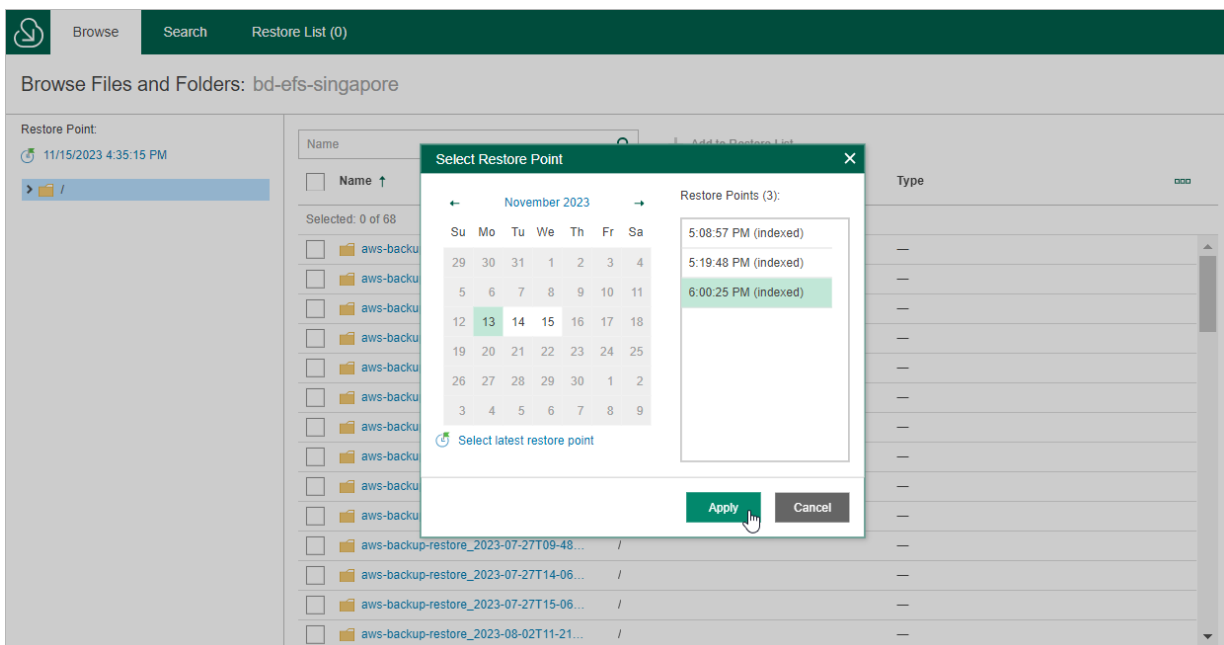 Browse Search Restore List (0)
Browse Files and Folders: bd-efs-singapore
Restore Point:
11/15/2023 4:35:15 PM
/
Name
Add to Restore List
Name ↑ Type
Selected: 0 of 68
aws-backu —
aws-backu —
aws-backu —
aws-backu —
aws-backu —
aws-backu —
aws-backu —
aws-backu —
aws-backu —
aws-backu —
aws-backup-restore_2023-07-27T09-48... / —
aws-backup-restore_2023-07-27T14-06... / —
aws-backup-restore_2023-07-27T15-06... / —
aws-backup-restore_2023-08-02T11-21... / —
Select Restore Point
← November 2023 →
Su Mo Tu We Th Fr Sa
29 30 31 1 2 3 4
5 6 7 8 9 10 11
12 13 14 15 16 17 18
19 20 21 22 23 24 25
26 27 28 29 30 1 2
3 4 5 6 7 8 9
Select latest restore point
Restore Points (3):
5:08:57 PM (indexed)
5:19:48 PM (indexed)
6:00:25 PM (indexed)
Apply Cancel